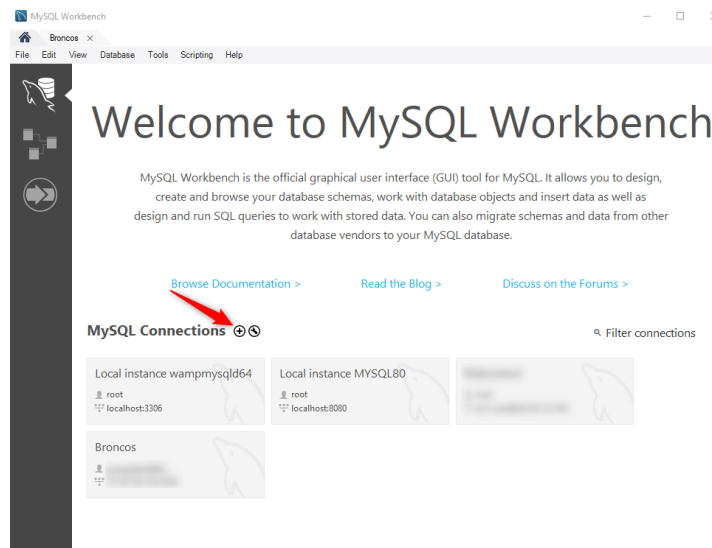 MySQL Workbench
Broncos
File Edit View Database Tools Scripting Help
Welcome to MySQL Workbench
MySQL Workbench is the official graphical user interface (GUI) tool for MySQL. It allows you to design,
create and browse your database schemas, work with database objects and insert data as well as
design and run SQL queries to work with stored data. You can also migrate schemas and data from other
database vendors to your MySQL database.
Browse Documentation > Read the Blog > Discuss on the Forums >
MySQL Connections Filter connections
Local instance wampmysqld64 Local instance MYSQL80
root root
localhost:3306 localhost:8080
Broncos